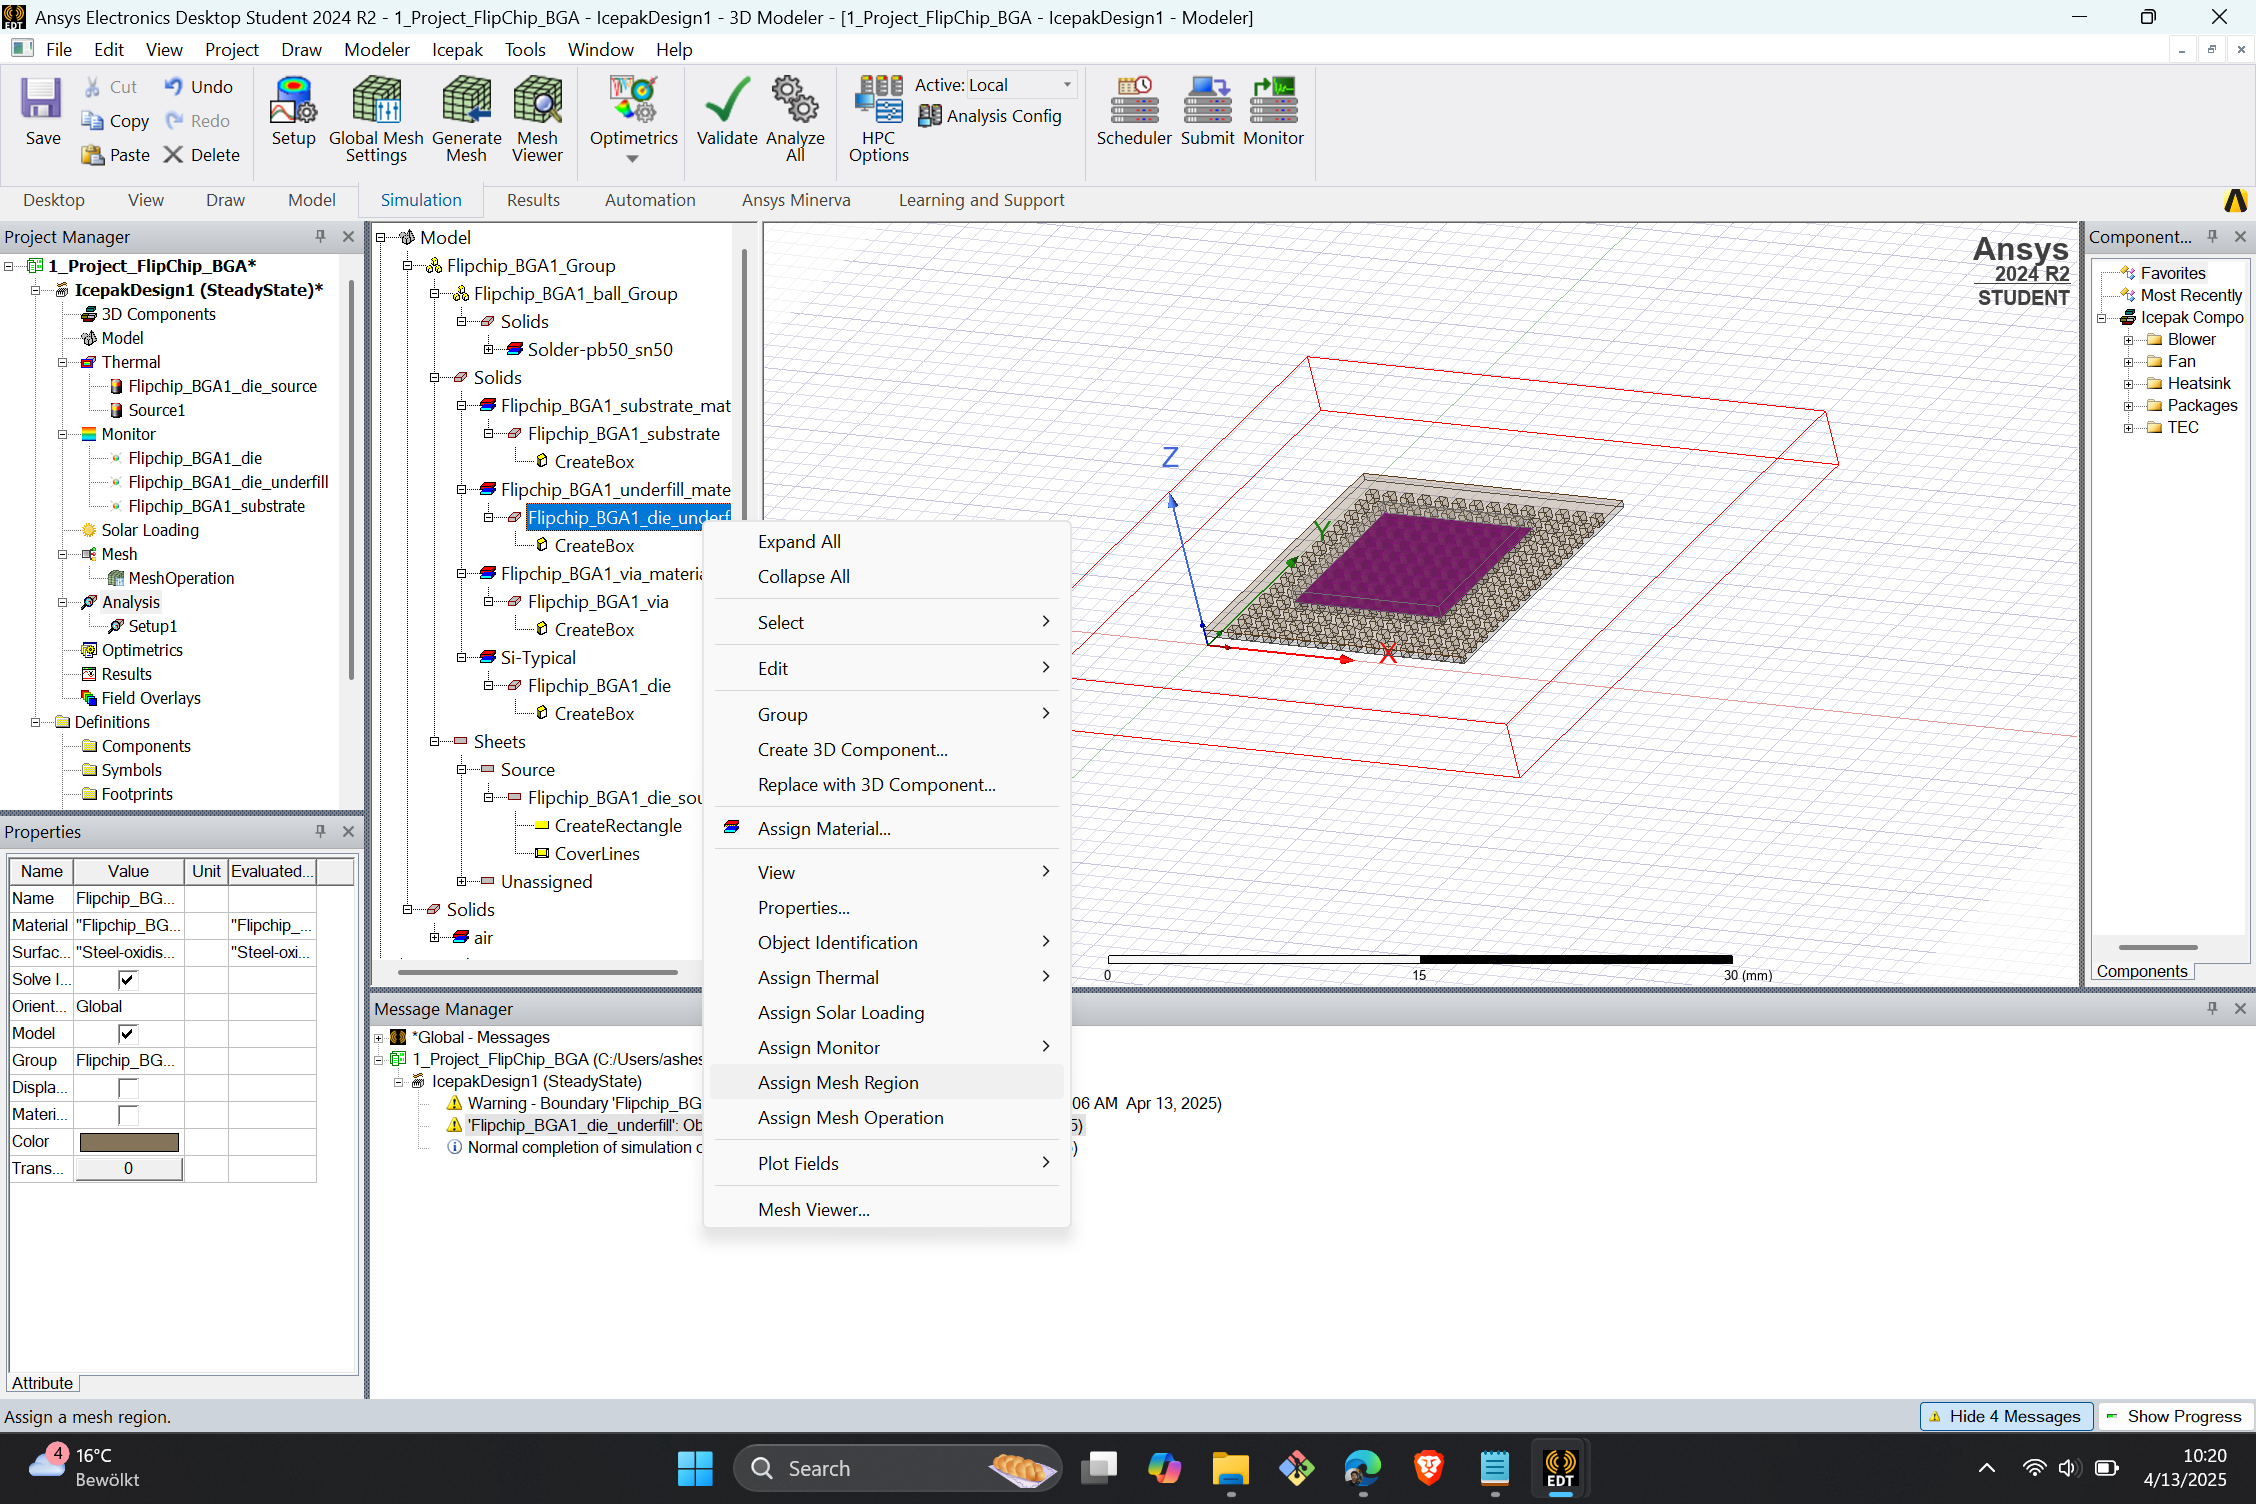 Ansys Electronics Desktop Student 2024 R2 - 1_Project_FlipChip_BGA - IcepakDesign1 - 3D Modeler - [1_Project_FlipChip_BGA - IcepakDesign1 - Modeler]
File Edit View Project Draw Modeler Icepak Tools Window Help
Save
Cut
Copy
Paste
Undo
Redo
Delete
Setup
Global Mesh
Settings
Generate
Mesh
Mesh
Viewer
Optimetrics
Validate
Analyze
All
HPC
Options
Active: Local
Analysis Config
Scheduler
Submit
Monitor
Desktop View Draw Model Simulation Results Automation Ansys Minerva Learning and Support
Project Manager
1_Project_FlipChip_BGA*
IcepakDesign1 (SteadyState)*
3D Components
Model
Thermal
Flipchip_BGA1_die_source
Source1
Monitor
Flipchip_BGA1_die
Flipchip_BGA1_die_underfill
Flipchip_BGA1_substrate
Solar Loading
Mesh
MeshOperation
Analysis
Setup1
Optimetrics
Results
Field Overlays
Definitions
Components
Symbols
Footprints
Model
Flipchip_BGA1_Group
Flipchip_BGA1_ball_Group
Solids
Solder-pb50_sn50
Solids
Flipchip_BGA1_substrate_mat
Flipchip_BGA1_substrate
CreateBox
Flipchip_BGA1_underfill_mate
Flipchip_BGA1_die_underf
CreateBox
Flipchip_BGA1_via_materia
Flipchip_BGA1_via
CreateBox
Si-Typical
Flipchip_BGA1_die
CreateBox
Sheets
Source
Flipchip_BGA1_die_sou
CreateRectangle
CoverLines
Unassigned
Solids
air
Expand All
Collapse All
Select
Edit
Group
Create 3D Component...
Replace with 3D Component...
Assign Material...
View
Properties...
Object Identification
Assign Thermal
Assign Solar Loading
Assign Monitor
Assign Mesh Region
Assign Mesh Operation
Plot Fields
Mesh Viewer...
Ansys
2024 R2
STUDENT
Z
Y
X
0 15 30 (mm)
Component...
Favorites
Most Recently
Icepak Compo
Blower
Fan
Heatsink
Packages
TEC
Components
Properties
Name Value Unit Evaluated...
Name Flipchip_BG...
Material "Flipchip_BG... "Flipchip_...
Surfac... "Steel-oxidis... "Steel-oxi...
Solve I...
Orient... Global
Model
Group Flipchip_BG...
Displa...
Materi...
Color
Trans... 0
Attribute
Message Manager
*Global - Messages
1_Project_FlipChip_BGA (C:/Users/ashes
IcepakDesign1 (SteadyState)
Warning - Boundary 'Flipchip_BG 06 AM Apr 13, 2025)
'Flipchip_BGA1_die_underfill': Ob 5)
Normal completion of simulation o )
Assign a mesh region.
Hide 4 Messages
Show Progress
4
16°C
Bewölkt
Search
EDT
10:20
4/13/2025